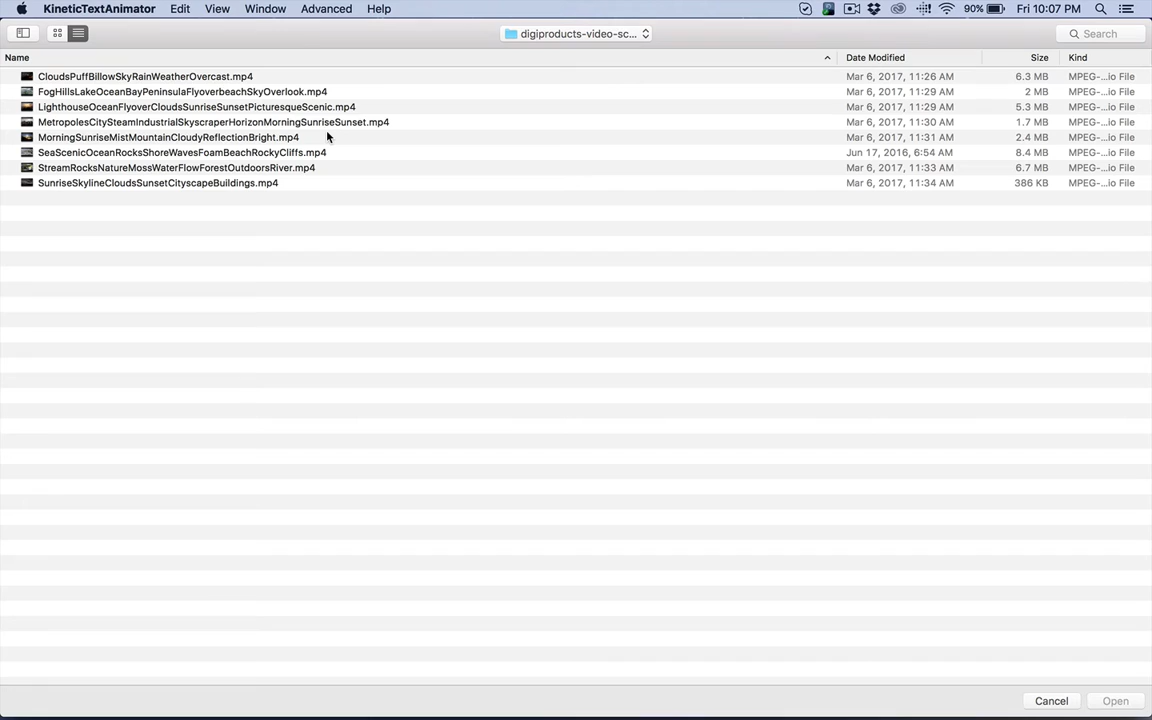 KineticTextAnimator Edit View Window Advanced Help 90% Fri 10:07 PM
digiproducts-video-sc... Search
Name Date Modified Size Kind
CloudsPuffBillowSkyRainWeatherOvercast.mp4 Mar 6, 2017, 11:26 AM 6.3 MB MPEG-...io File
FogHillsLakeOceanBayPeninsulaFlyoverbeachSkyOverlook.mp4 Mar 6, 2017, 11:29 AM 2 MB MPEG-...io File
LighthouseOceanFlyoverCloudsSunriseSunsetPicturesqueScenic.mp4 Mar 6, 2017, 11:29 AM 5.3 MB MPEG-...io File
MetropolesCitySteamIndustrialSkyscraperHorizonMorningSunriseSunset.mp4 Mar 6, 2017, 11:30 AM 1.7 MB MPEG-...io File
MorningSunriseMistMountainCloudyReflectionBright.mp4 Mar 6, 2017, 11:31 AM 2.4 MB MPEG-...io File
SeaScenicOceanRocksShoreWavesFoamBeachRockyCliffs.mp4 Jun 17, 2016, 6:54 AM 8.4 MB MPEG-...io File
StreamRocksNatureMossWaterFlowForestOutdoorsRiver.mp4 Mar 6, 2017, 11:33 AM 6.7 MB MPEG-...io File
SunriseSkylineCloudsSunsetCityscapeBuildings.mp4 Mar 6, 2017, 11:34 AM 386 KB MPEG-...io File
Cancel Open